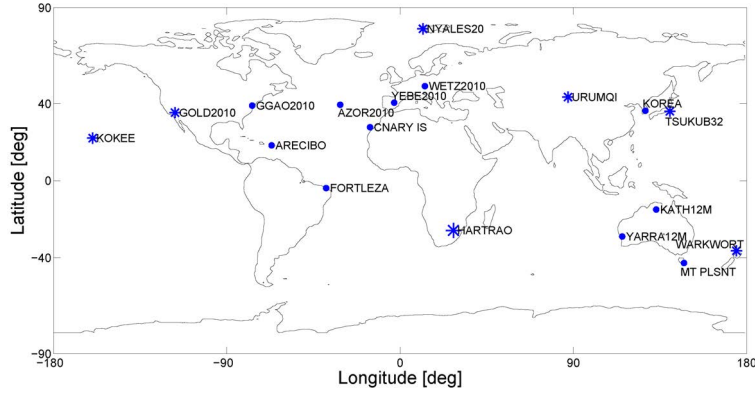 90
NYALES20
WETZ2010
YEBE2010
URUMQI
40
GGAO2010
AZOR2010
KOREA
GOLD2010
TSUKUB32
CNARY IS
KOKEE
ARECIBO
Latitude [deg]
0
FORTLEZA
KATH12M
HARTRAO
YARRA12M
WARKWORT
−40
MT PLSNT
−90
−180
−90
0
90
180
Longitude [deg]